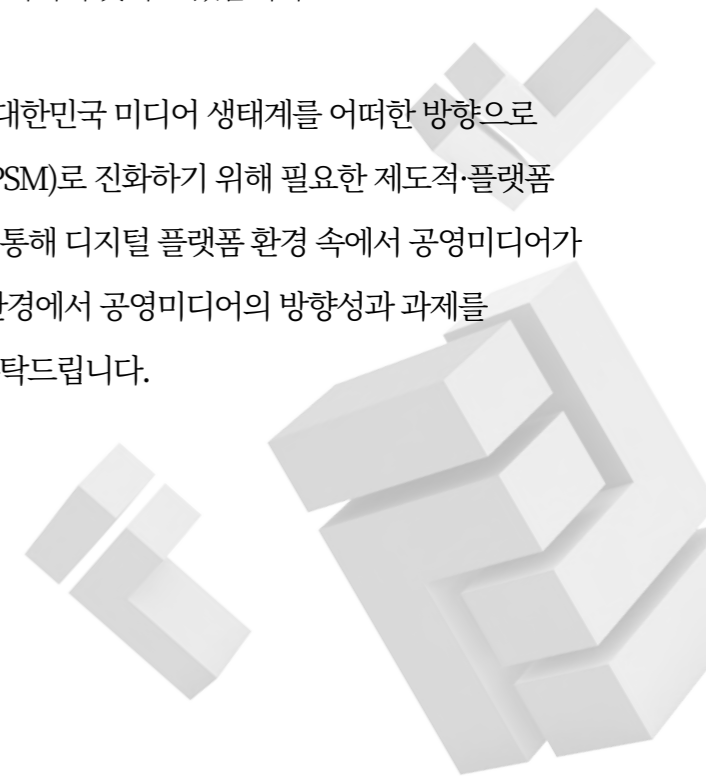 대한민국 미디어 생태계를 어떠한 방향으로
PSM)로 진화하기 위해 필요한 제도적·플랫폼
통해 디지털 플랫폼 환경 속에서 공영미디어가
환경에서 공영미디어의 방향성과 과제를
탁드립니다.